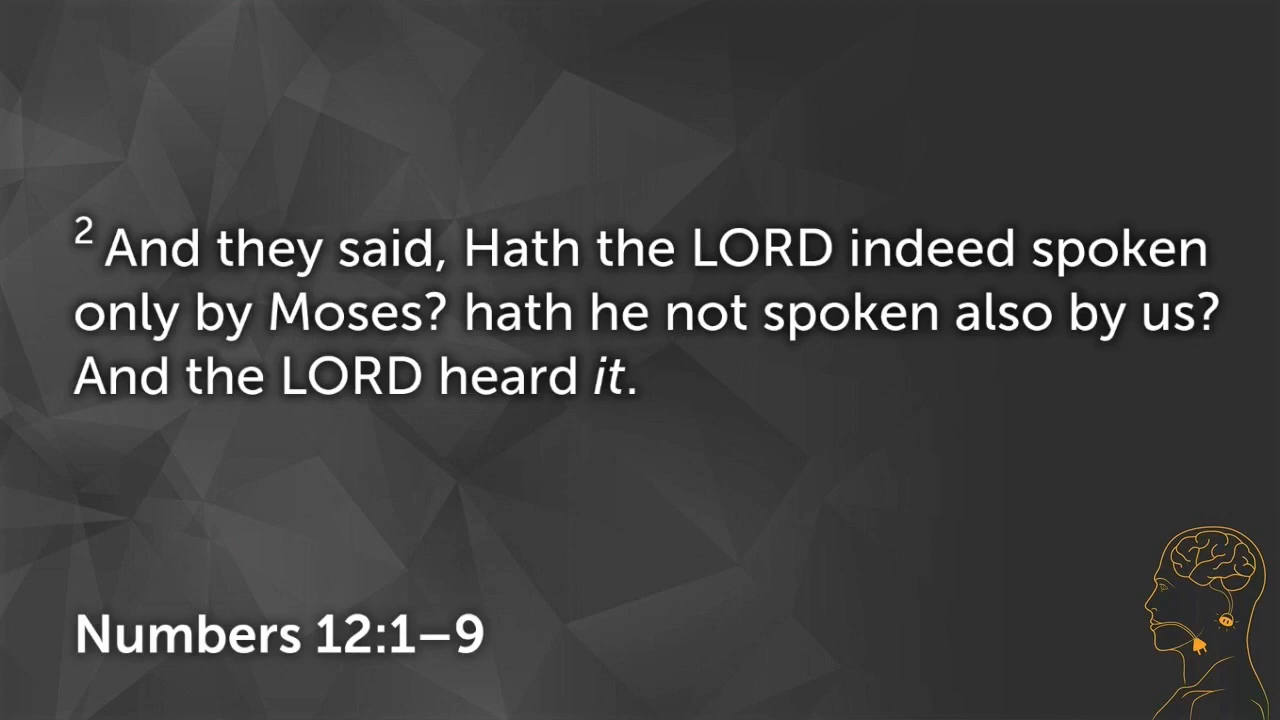 2 And they said, Hath the LORD indeed spoken
only by Moses? hath he not spoken also by us?
And the LORD heard it.
Numbers 12:1–9